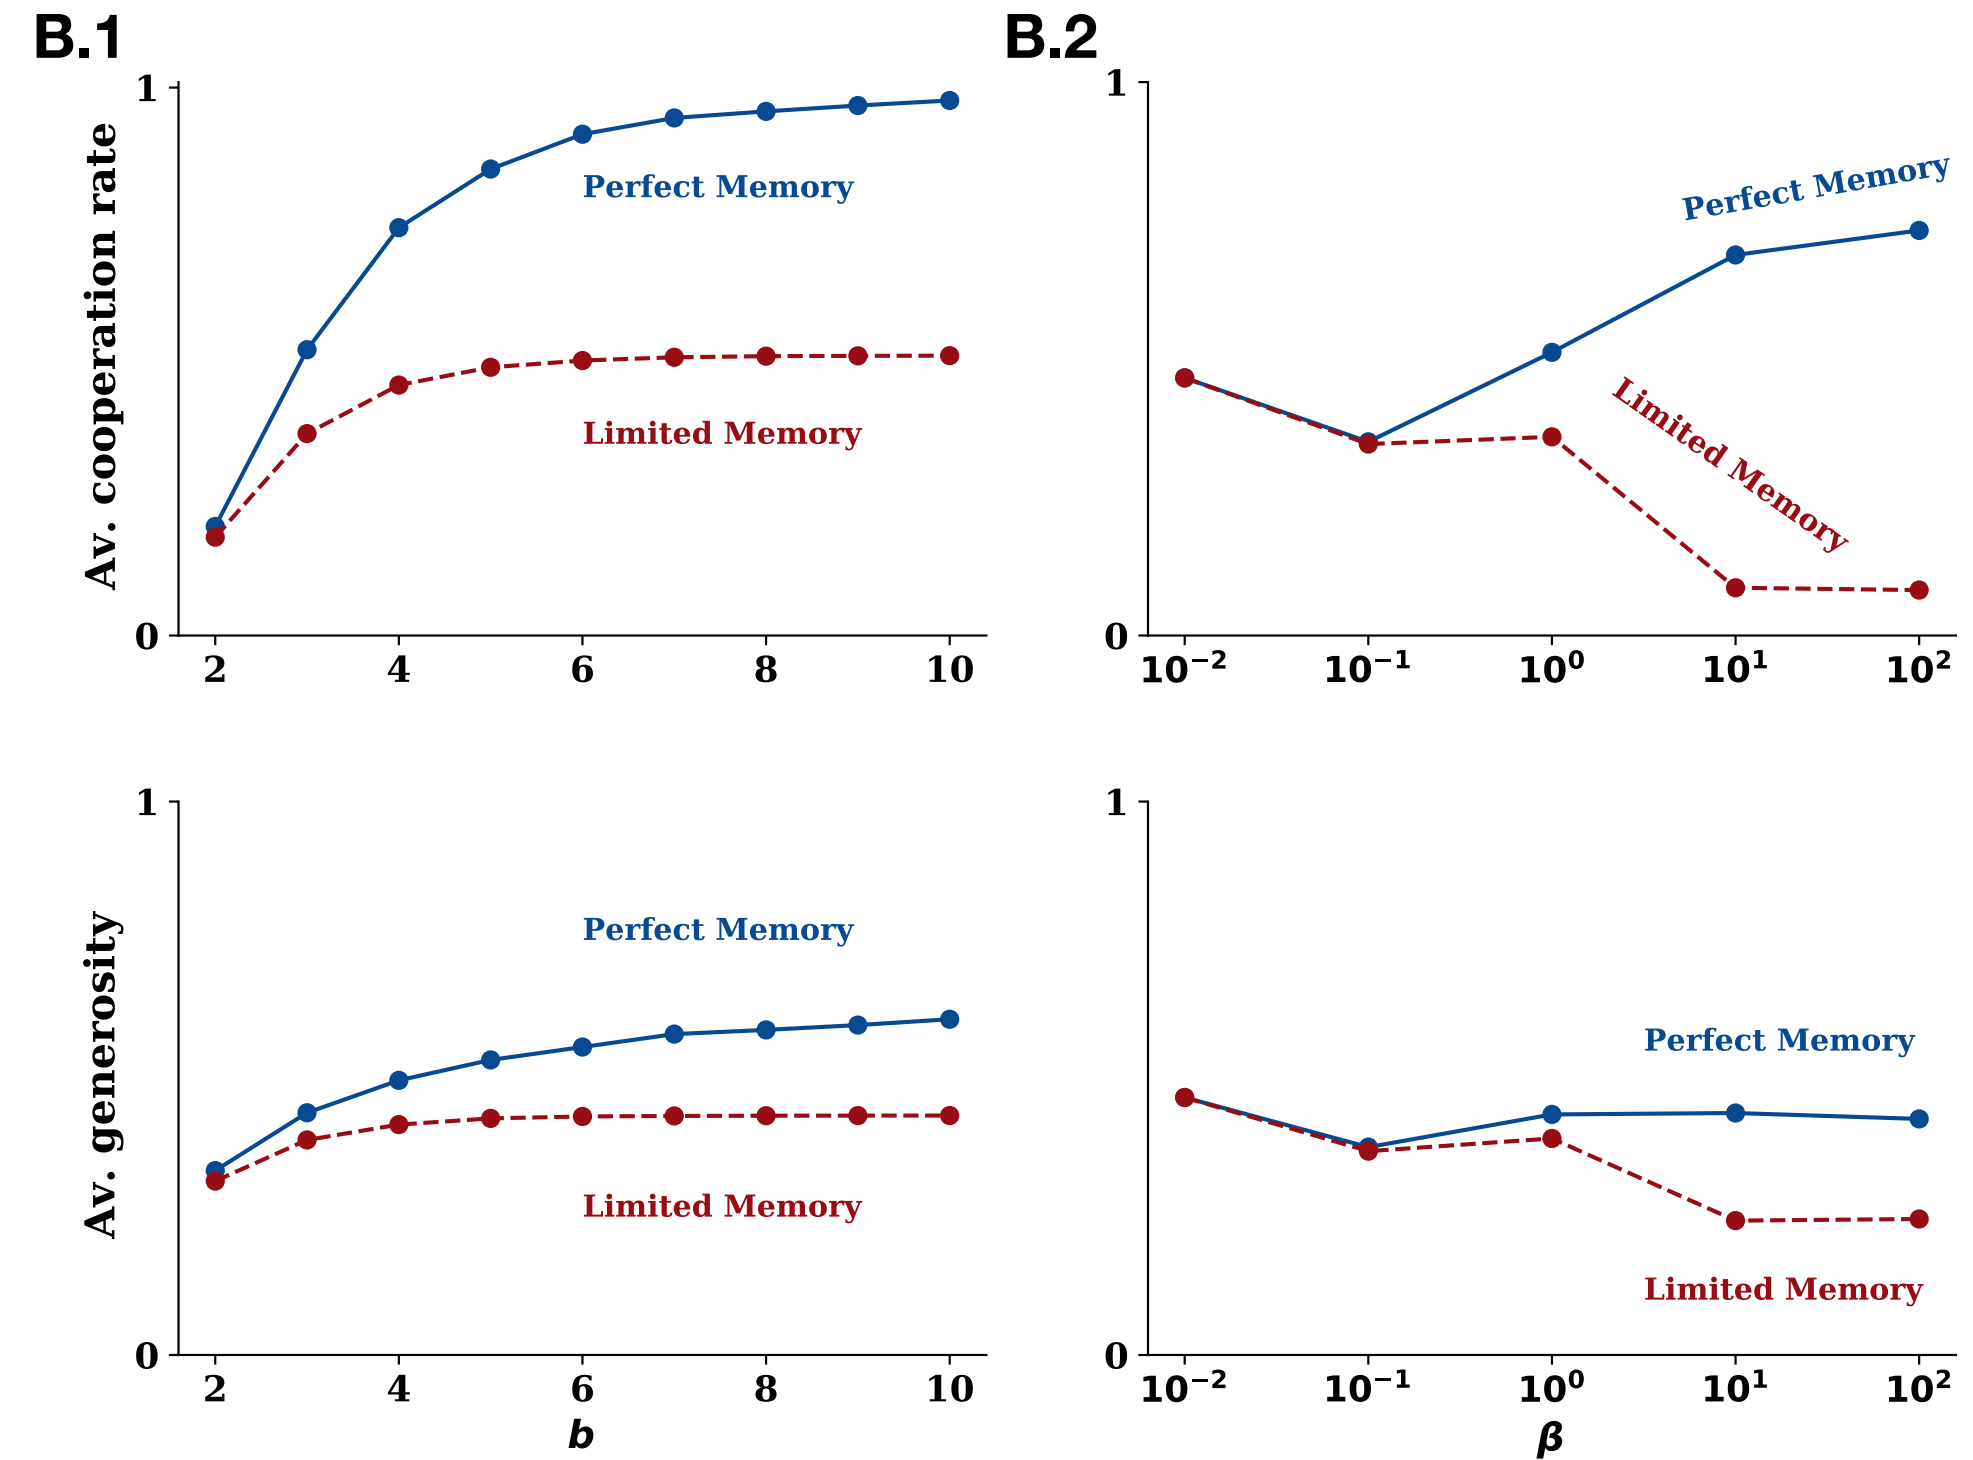 B.1
B.2
Av. cooperation rate
1
0
Perfect Memory
Limited Memory
2 4 6 8 10
1
0
Perfect Memory
Limited Memory
10⁻² 10⁻¹ 10⁰ 10¹ 10²
Av. generosity
1
0
Perfect Memory
Limited Memory
2 4 6 8 10
b
1
0
Perfect Memory
Limited Memory
10⁻² 10⁻¹ 10⁰ 10¹ 10²
β